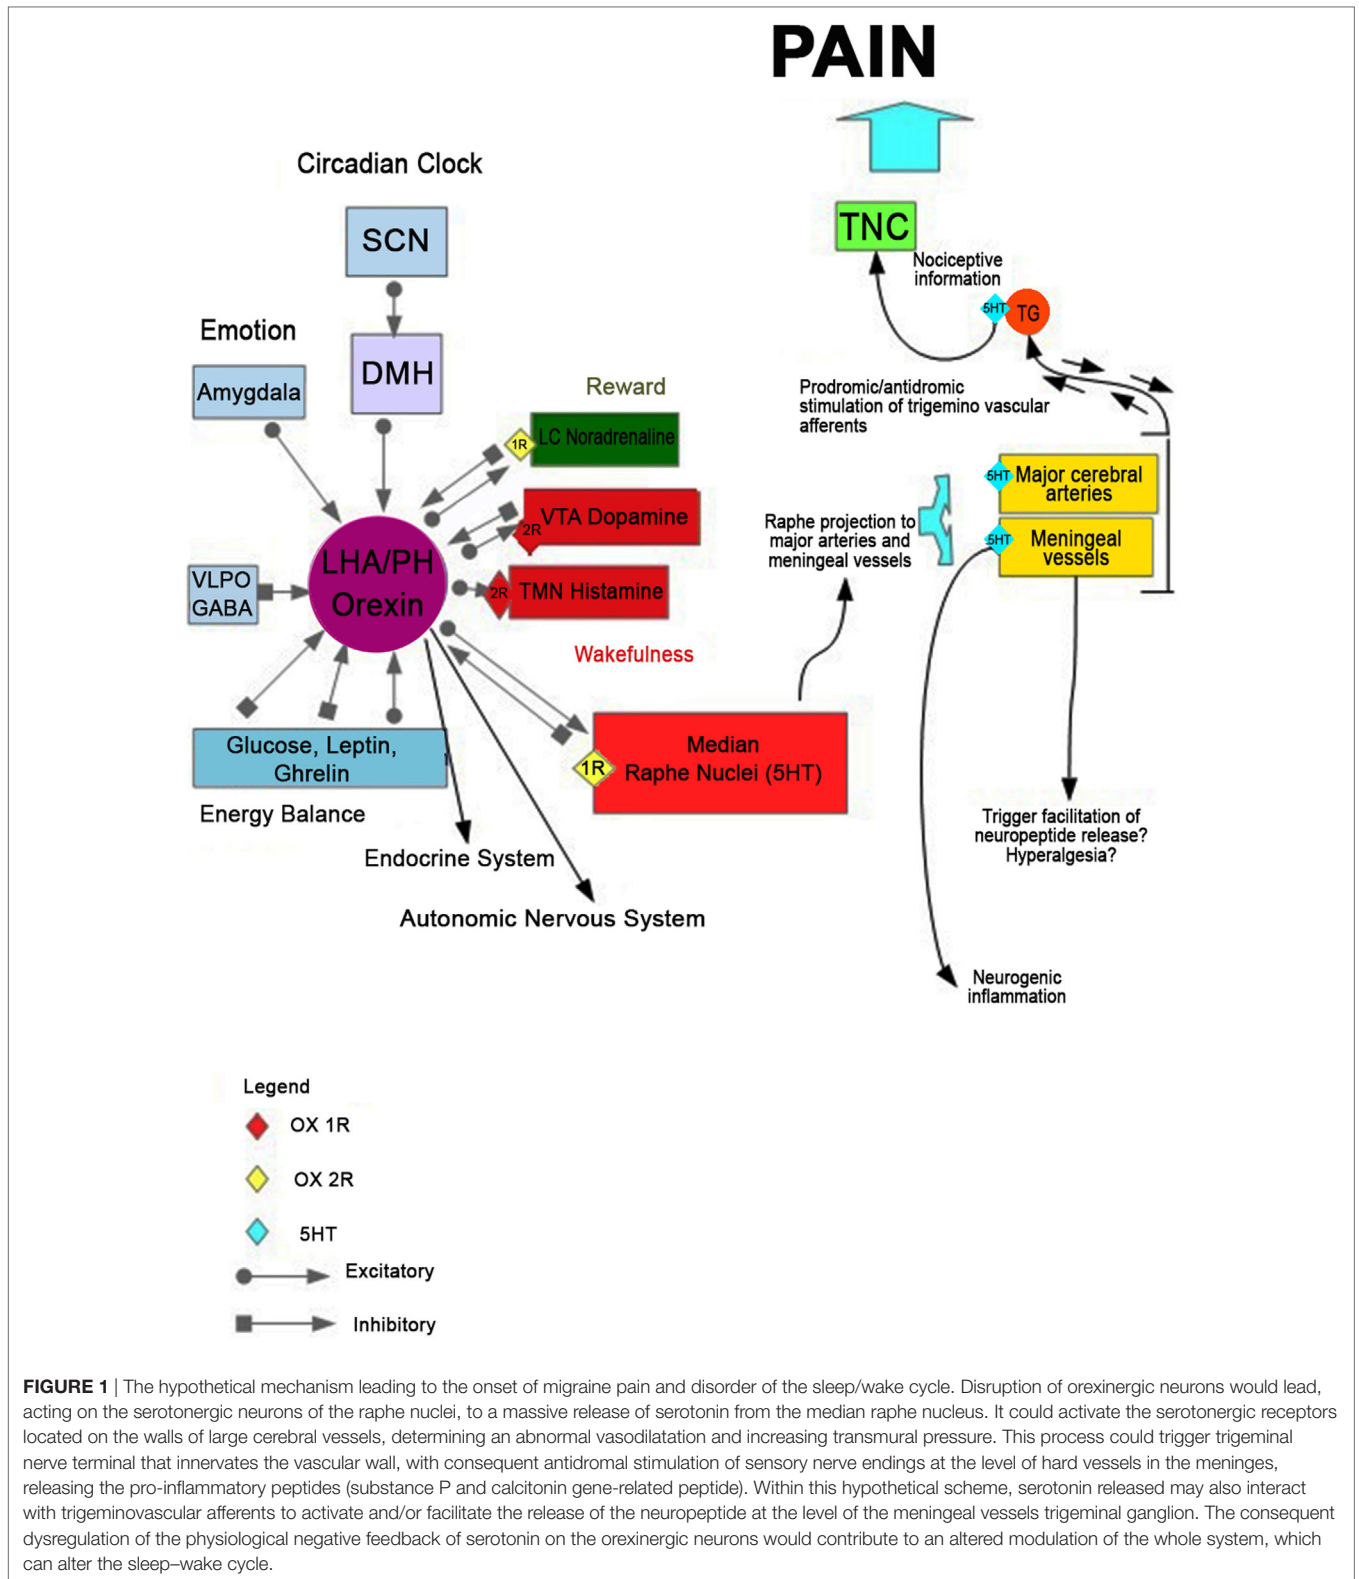 PAIN
Circadian Clock
SCN
TNC
Nociceptive
information
5HT
TG
Emotion
DMH
Amygdala
Reward
Prodromic/antidromic
stimulation of trigemino vascular
afferents
1R
LC Noradrenaline
5HT
Major cerebral
arteries
2R
VTA Dopamine
Raphe projection to
major arteries and
meningeal vessels
5HT
Meningeal
vessels
LHA/PH
Orexin
VLPO
GABA
2R
TMN Histamine
Wakefulness
Glucose, Leptin,
Ghrelin
Median
Raphe Nuclei (5HT)
1R
Energy Balance
Trigger facilitation of
neuropeptide release?
Hyperalgesia?
Endocrine System
Autonomic Nervous System
Neurogenic
inflammation
Legend
OX 1R
OX 2R
5HT
Excitatory
Inhibitory
FIGURE 1 | The hypothetical mechanism leading to the onset of migraine pain and disorder of the sleep/wake cycle. Disruption of orexinergic neurons would lead,
acting on the serotonergic neurons of the raphe nuclei, to a massive release of serotonin from the median raphe nucleus. It could activate the serotonergic receptors
located on the walls of large cerebral vessels, determining an abnormal vasodilatation and increasing transmural pressure. This process could trigger trigeminal
nerve terminal that innervates the vascular wall, with consequent antidromal stimulation of sensory nerve endings at the level of hard vessels in the meninges,
releasing the pro-inflammatory peptides (substance P and calcitonin gene-related peptide). Within this hypothetical scheme, serotonin released may also interact
with trigeminovascular afferents to activate and/or facilitate the release of the neuropeptide at the level of the meningeal vessels trigeminal ganglion. The consequent
dysregulation of the physiological negative feedback of serotonin on the orexinergic neurons would contribute to an altered modulation of the whole system, which
can alter the sleep–wake cycle.